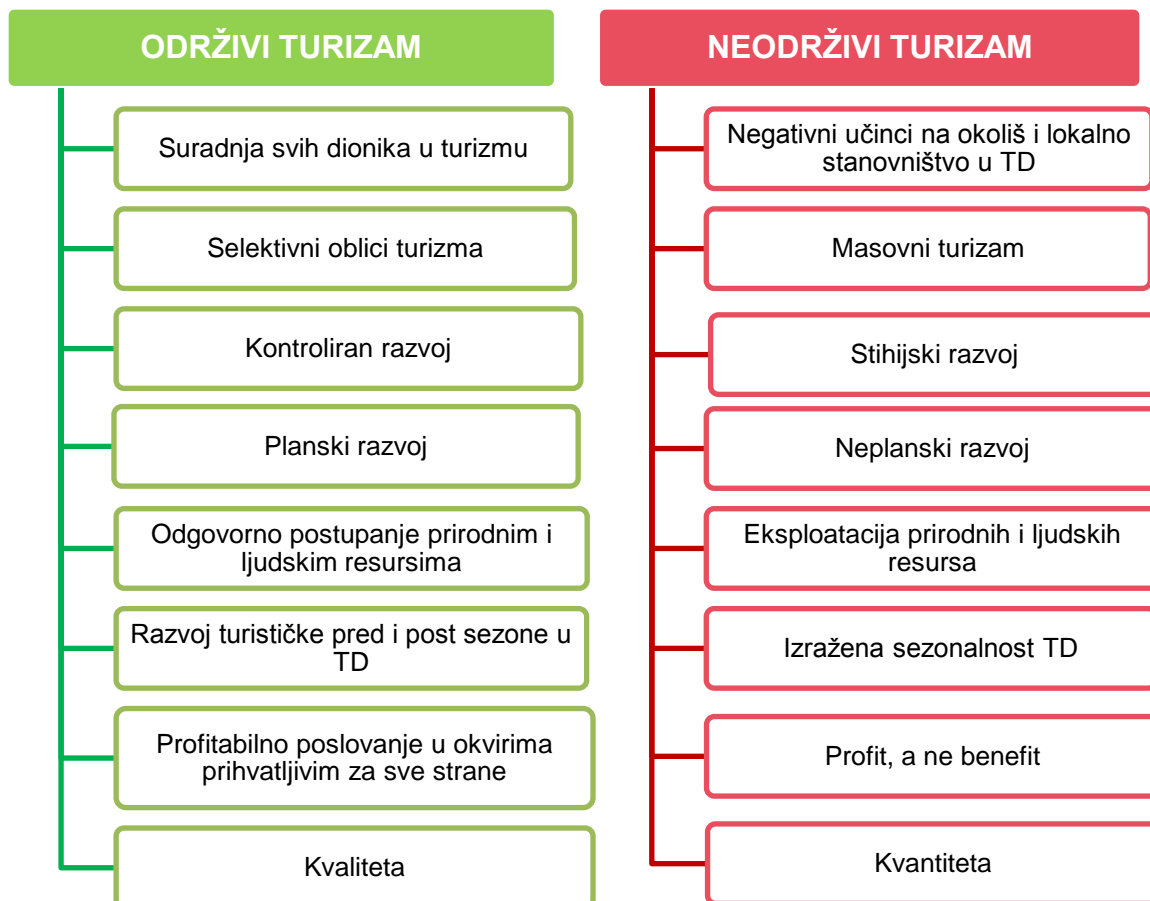 ODRŽIVI TURIZAM
Suradnja svih dionika u turizmu
Selektivni oblici turizma
Kontroliran razvoj
Planski razvoj
Odgovorno postupanje prirodnim i
ljudskim resursima
Razvoj turističke pred i post sezone u
TD
Profitabilno poslovanje u okvirima
prihvatljivim za sve strane
Kvaliteta
NEODRŽIVI TURIZAM
Negativni učinci na okoliš i lokalno
stanovništvo u TD
Masovni turizam
Stihijski razvoj
Neplanski razvoj
Eksploatacija prirodnih i ljudskih
resursa
Izražena sezonalnost TD
Profit, a ne benefit
Kvantiteta